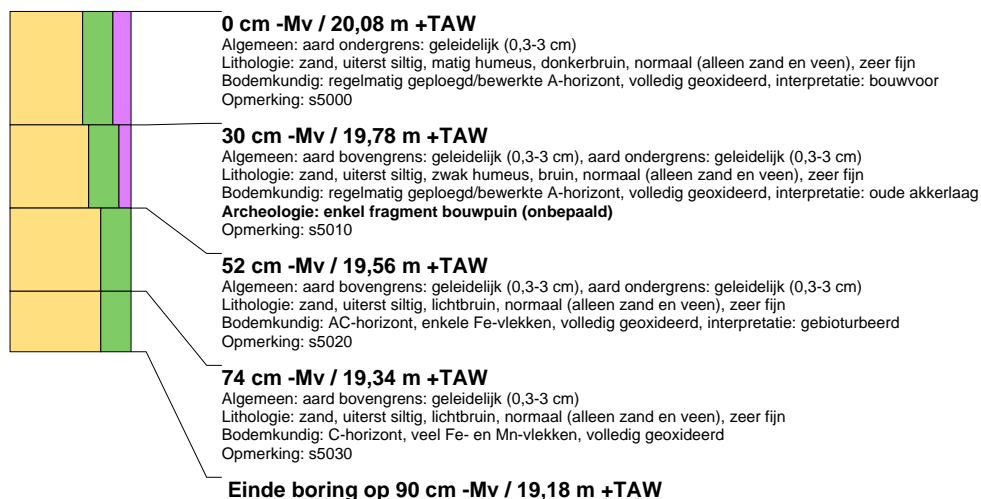 0 cm -Mv / 20,08 m +TAW
Algemeen: aard ondergrens: geleidelijk (0,3-3 cm)
Lithologie: zand, uiterst siltig, matig humeus, donkerbruin, normaal (alleen zand en veen), zeer fijn
Bodemkundig: regelmatig geploegd/bewerkte A-horizont, volledig geoxideerd, interpretatie: bouwvoor
Opmerking: s5000
30 cm -Mv / 19,78 m +TAW
Algemeen: aard bovengrens: geleidelijk (0,3-3 cm), aard ondergrens: geleidelijk (0,3-3 cm)
Lithologie: zand, uiterst siltig, zwak humeus, bruin, normaal (alleen zand en veen), zeer fijn
Bodemkundig: regelmatig geploegd/bewerkte A-horizont, volledig geoxideerd, interpretatie: oude akkerlaag
Archeologie: enkel fragment bouwpuin (onbepaald)
Opmerking: s5010
52 cm -Mv / 19,56 m +TAW
Algemeen: aard bovengrens: geleidelijk (0,3-3 cm), aard ondergrens: geleidelijk (0,3-3 cm)
Lithologie: zand, uiterst siltig, lichtbruin, normaal (alleen zand en veen), zeer fijn
Bodemkundig: AC-horizont, enkele Fe-vlekken, volledig geoxideerd, interpretatie: gebioturbeerd
Opmerking: s5020
74 cm -Mv / 19,34 m +TAW
Algemeen: aard bovengrens: geleidelijk (0,3-3 cm)
Lithologie: zand, uiterst siltig, lichtbruin, normaal (alleen zand en veen), zeer fijn
Bodemkundig: C-horizont, veel Fe- en Mn-vlekken, volledig geoxideerd
Opmerking: s5030
Einde boring op 90 cm -Mv / 19,18 m +TAW